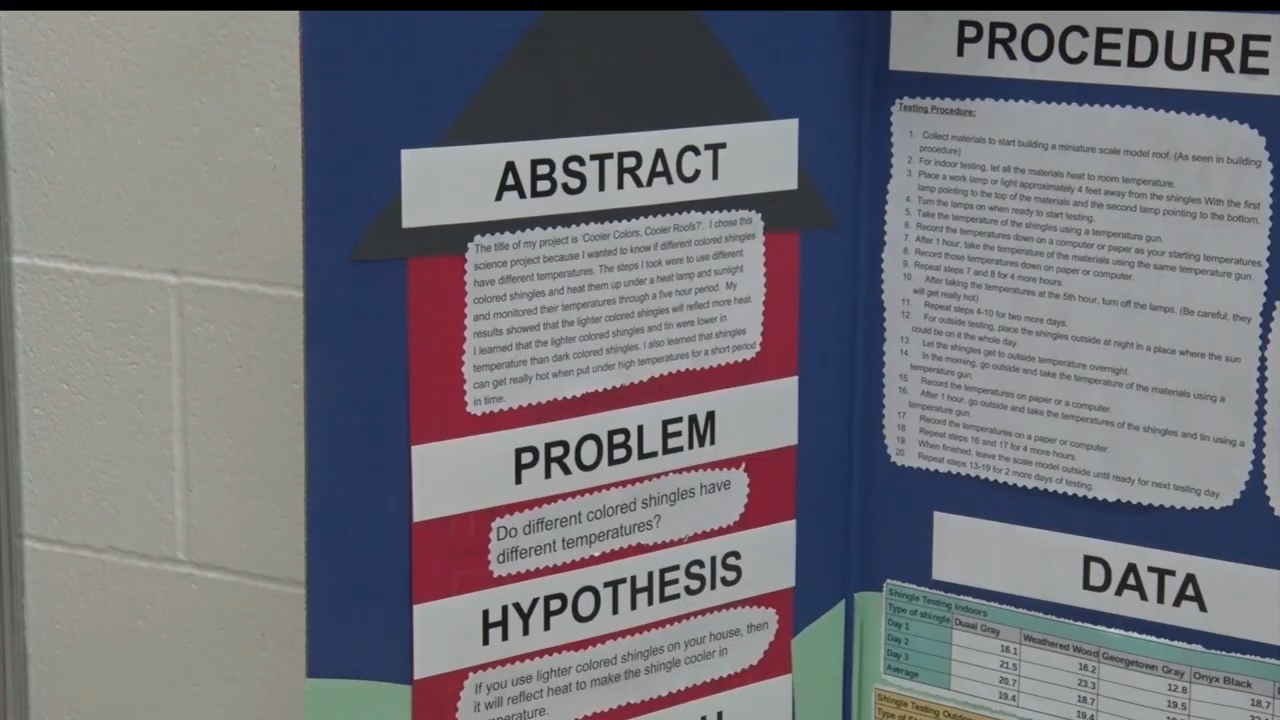 ABSTRACT
The title of my project is 'Cooler Colors, Cooler Roofs?'. I chose this
science project because I wanted to know if different colored shingles
have different temperatures. The steps I took were to use different
colored shingles and heat them up under a heat lamp and sunlight
and monitored their temperatures through a five hour period. My
results showed that the lighter colored shingles will reflect more heat.
I learned that the lighter colored shingles and tin were lower in
temperature than dark colored shingles. I also learned that shingles
can get really hot when put under high temperatures for a short period
in time.
PROBLEM
Do different colored shingles have
different temperatures?
HYPOTHESIS
If you use lighter colored shingles on your house, then
it will reflect heat to make the shingle cooler in
PROCEDURE
Testing Procedure:
1. Collect materials to start building a miniature scale model roof. (As seen in building
procedure)
2. For indoor testing, let all the materials heat to room temperature.
3. Place a work lamp or light approximately 4 feet away from the shingles With the first
lamp pointing to the top of the materials and the second lamp pointing to the bottom.
4. Turn the lamps on when ready to start testing.
5. Take the temperature of the shingles using a temperature gun.
6. Record the temperatures down on a computer or paper as your starting temperatures.
7. After 1 hour, take the temperature of the materials using the same temperature gun.
8. Record those temperatures down on paper or computer.
9. Repeat steps 7 and 8 for 4 more hours.
10. After taking the temperatures at the 5th hour, turn off the lamps. (Be careful, they
will get really hot)
11. Repeat steps 4-10 for two more days.
12. For outside testing, place the shingles outside at night in a place where the sun
could be on it the whole day.
13. Let the shingles get to outside temperature overnight.
14. In the morning, go outside and take the temperature of the materials using a
temperature gun.
15. Record the temperatures on paper or a computer.
16. After 1 hour, go outside and take the temperatures of the shingles and tin using a
temperature gun.
17. Record the temperatures on a paper or computer.
18. Repeat steps 16 and 17 for 4 more hours.
19. When finished, leave the scale model outside until ready for next testing day.
20. Repeat steps 13-19 for 2 more days of testing.
DATA
Shingle Testing Indoors
Type of shingle Duaal Gray Weathered Wood Georgetown Gray Onyx Black
Day 1 16.1 16.2 12.8 18.7
Day 2 21.5 23.3 19.5
Day 3 20.7 18.7
Average 19.4 19.4
Shingle Testing